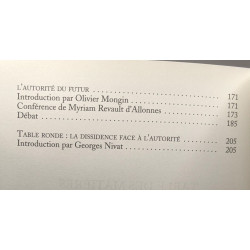 L'AUTORITÉ DU FUTUR . . . . . . . . . . . . . . . . . . . . . . . . 171
Introduction par Olivier Mongin . . . . . . . . . . . . . . . . 171
Conférence de Myriam Revault d'Allonnes . . . . . . . . 173
Débat . . . . . . . . . . . . . . . . . . . . . . . . . . . . . . . . . . 185
TABLE RONDE : LA DISSIDENCE FACE À L'AUTORITÉ . . . . . 205
Introduction par Georges Nivat . . . . . . . . . . . . . . . . 205